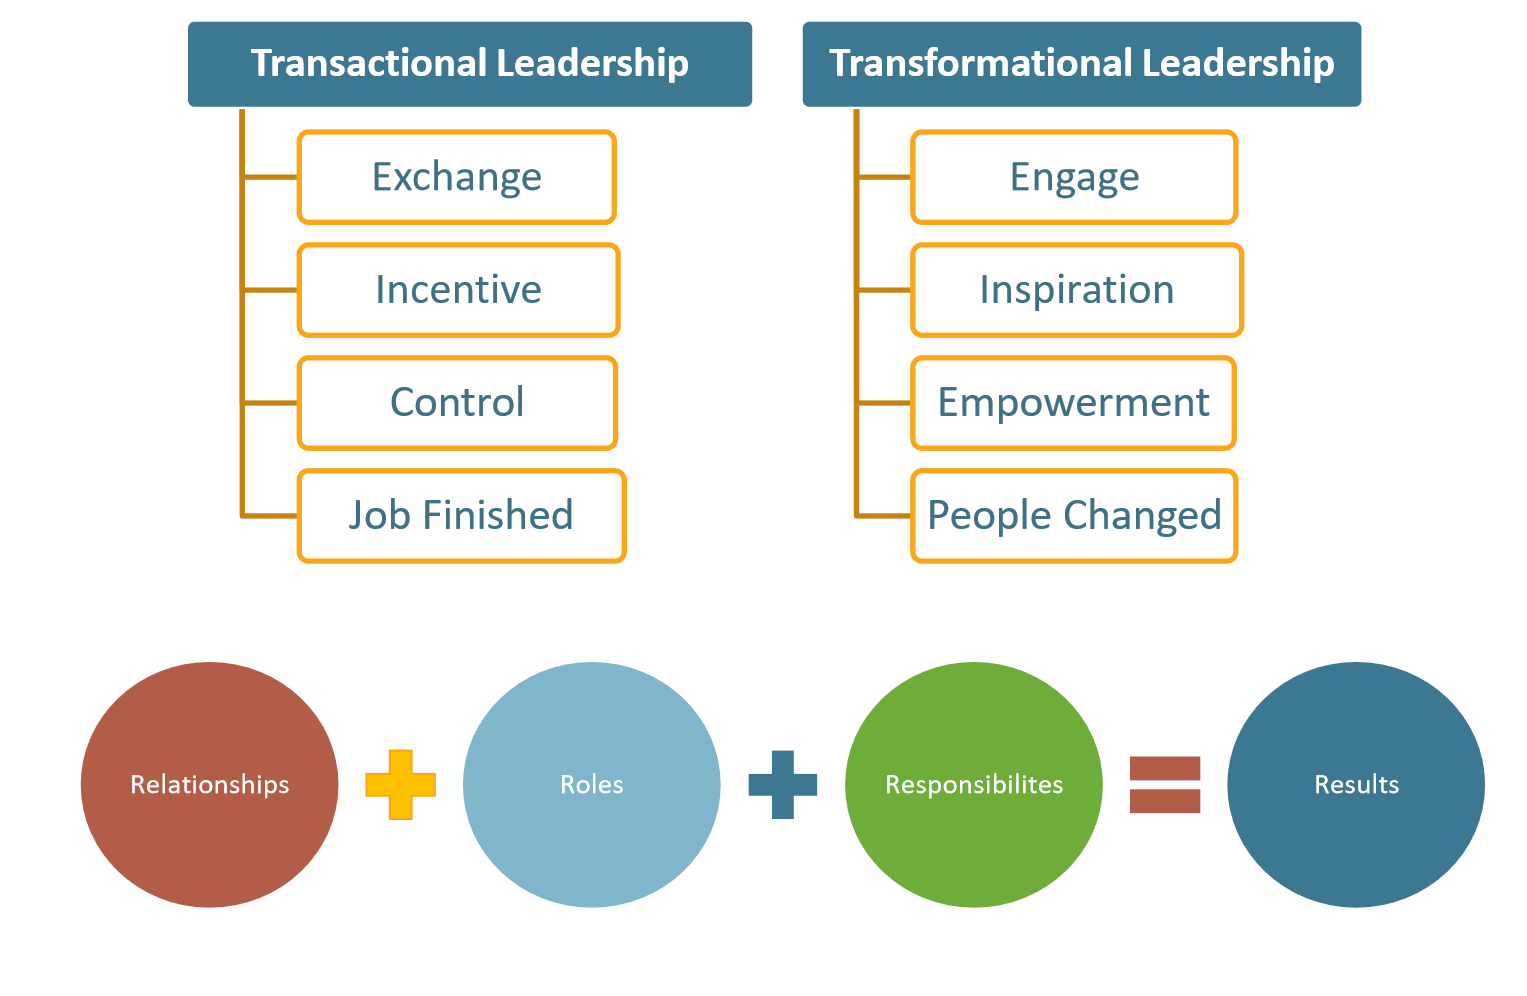 Transactional Leadership
Exchange
Incentive
Control
Job Finished
Transformational Leadership
Engage
Inspiration
Empowerment
People Changed
Relationships
Roles
Responsibilites
Results